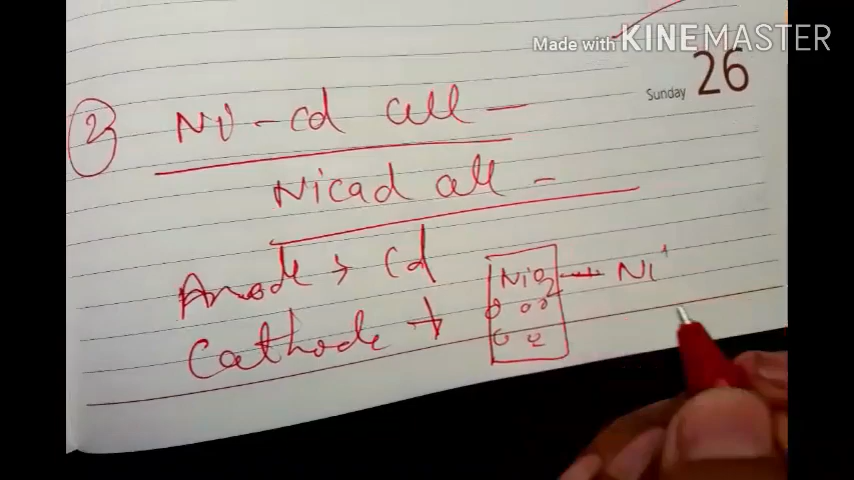 Made with KINEMASTER
Sunday 26
2 Ni-cd cell -
Nicad cell -
Anode → cd
Cathode → NiO2 → Ni